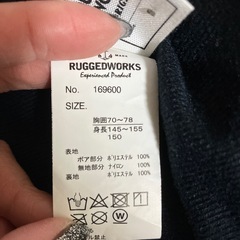 RUGGEDWORKS
Experienced Product
No. 169600
SIZE.
胸囲70～78
身長145～155
150
表地
ボア部分 ポリエステル 100%
無地部分 ナイロン 100%
裏地 ポリエステル 100%